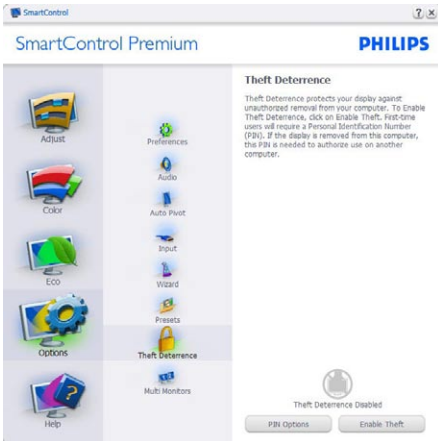 SmartControl
? x
SmartControl Premium
PHILIPS
Adjust
Color
Eco
Options
Help
Preferences
Audio
Auto Pivot
Input
Wizard
Presets
Theft Deterrence
Multi Monitors
Theft Deterrence
Theft Deterrence protects your display against
unauthorized removal from your computer. To Enable
Theft Deterrence, click on Enable Theft. First-time
users will require a Personal Identification Number
(PIN). If the display is removed from this computer,
this PIN is needed to authorize use on another
computer.
Theft Deterrence Disabled
PIN Options
Enable Theft